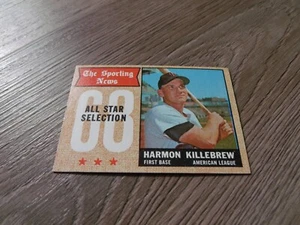 The Sporting
News
68
ALL STAR
SELECTION
HARMON KILLEBREW
FIRST BASE AMERICAN LEAGUE